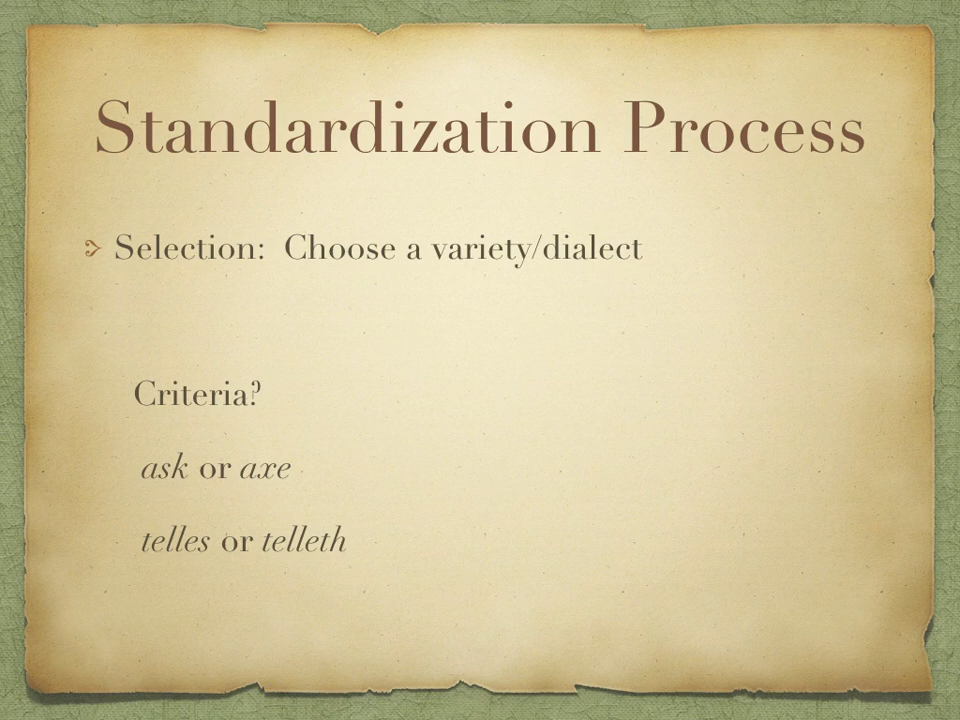 Standardization Process
Selection: Choose a variety/dialect
Criteria?
ask or axe
telles or telleth